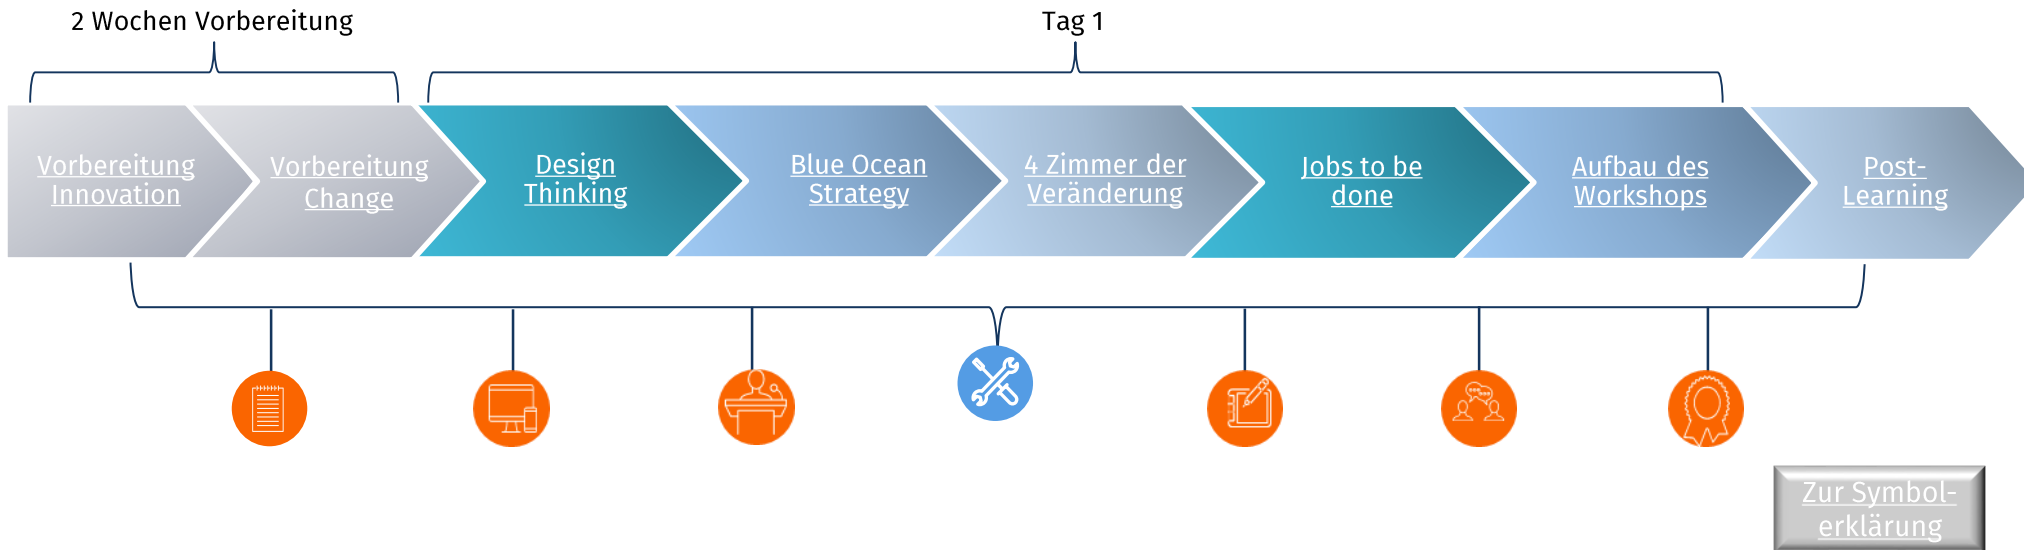 2 Wochen Vorbereitung
Tag 1
Vorbereitung
Innovation
Vorbereitung
Change
Design
Thinking
Blue Ocean
Strategy
4 Zimmer der
Veränderung
Jobs to be
done
Aufbau des
Workshops
Post-
Learning
Zur Symbol-
erklärung